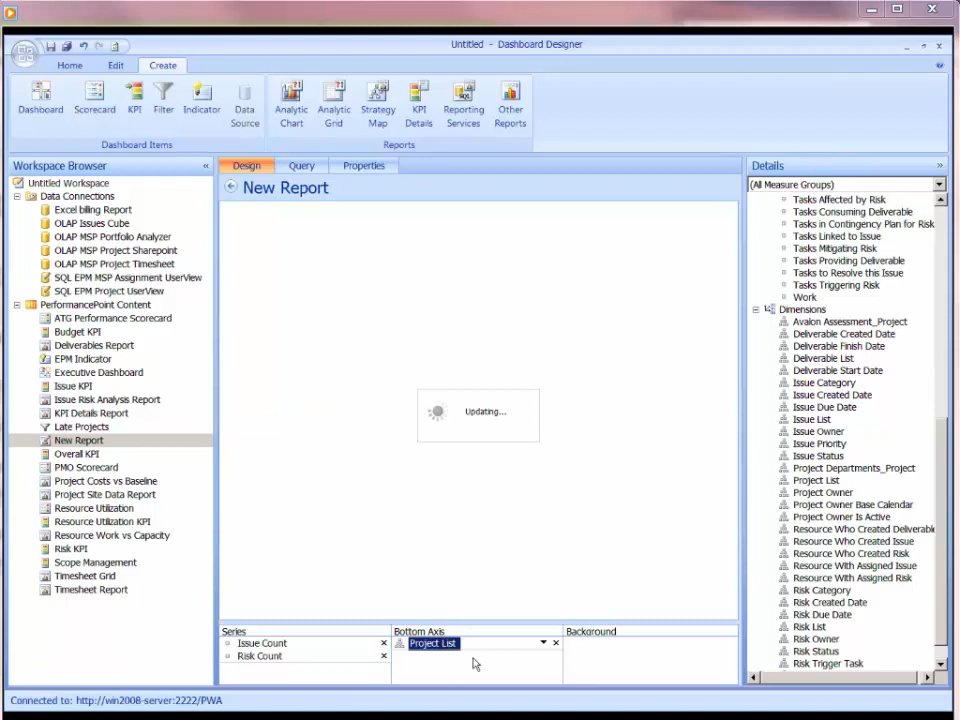 Untitled - Dashboard Designer
Home Edit Create
Dashboard Scorecard KPI Filter Indicator Data Source Analytic Chart Analytic Grid Strategy Map KPI Details Reporting Services Other Reports
Dashboard Items Reports
Workspace Browser «
Design Query Properties
Details »
Untitled Workspace
Data Connections
Excel billing Report
OLAP Issues Cube
OLAP MSP Portfolio Analyzer
OLAP MSP Project Sharepoint
OLAP MSP Project Timesheet
SQL EPM MSP Assignment UserView
SQL EPM Project UserView
PerformancePoint Content
ATG Performance Scorecard
Budget KPI
Deliverables Report
EPM Indicator
Executive Dashboard
Issue KPI
Issue Risk Analysis Report
KPI Details Report
Late Projects
New Report
Overall KPI
PMO Scorecard
Project Costs vs Baseline
Project Site Data Report
Resource Utilization
Resource Utilization KPI
Resource Work vs Capacity
Risk KPI
Scope Management
Timesheet Grid
Timesheet Report
New Report
Updating...
Series
Issue Count
Risk Count
Bottom Axis
Project List
Background
(All Measure Groups)
Tasks Affected by Risk
Tasks Consuming Deliverable
Tasks in Contingency Plan for Risk
Tasks Linked to Issue
Tasks Mitigating Risk
Tasks Providing Deliverable
Tasks to Resolve this Issue
Tasks Triggering Risk
Work
Dimensions
Avalon Assessment_Project
Deliverable Created Date
Deliverable Finish Date
Deliverable List
Deliverable Start Date
Issue Category
Issue Created Date
Issue Due Date
Issue List
Issue Owner
Issue Priority
Issue Status
Project Departments_Project
Project List
Project Owner
Project Owner Base Calendar
Project Owner Is Active
Resource Who Created Deliverabl
Resource Who Created Issue
Resource Who Created Risk
Resource With Assigned Issue
Resource With Assigned Risk
Risk Category
Risk Created Date
Risk Due Date
Risk List
Risk Owner
Risk Status
Risk Trigger Task
Connected to: http://win2008-server:2222/PWA